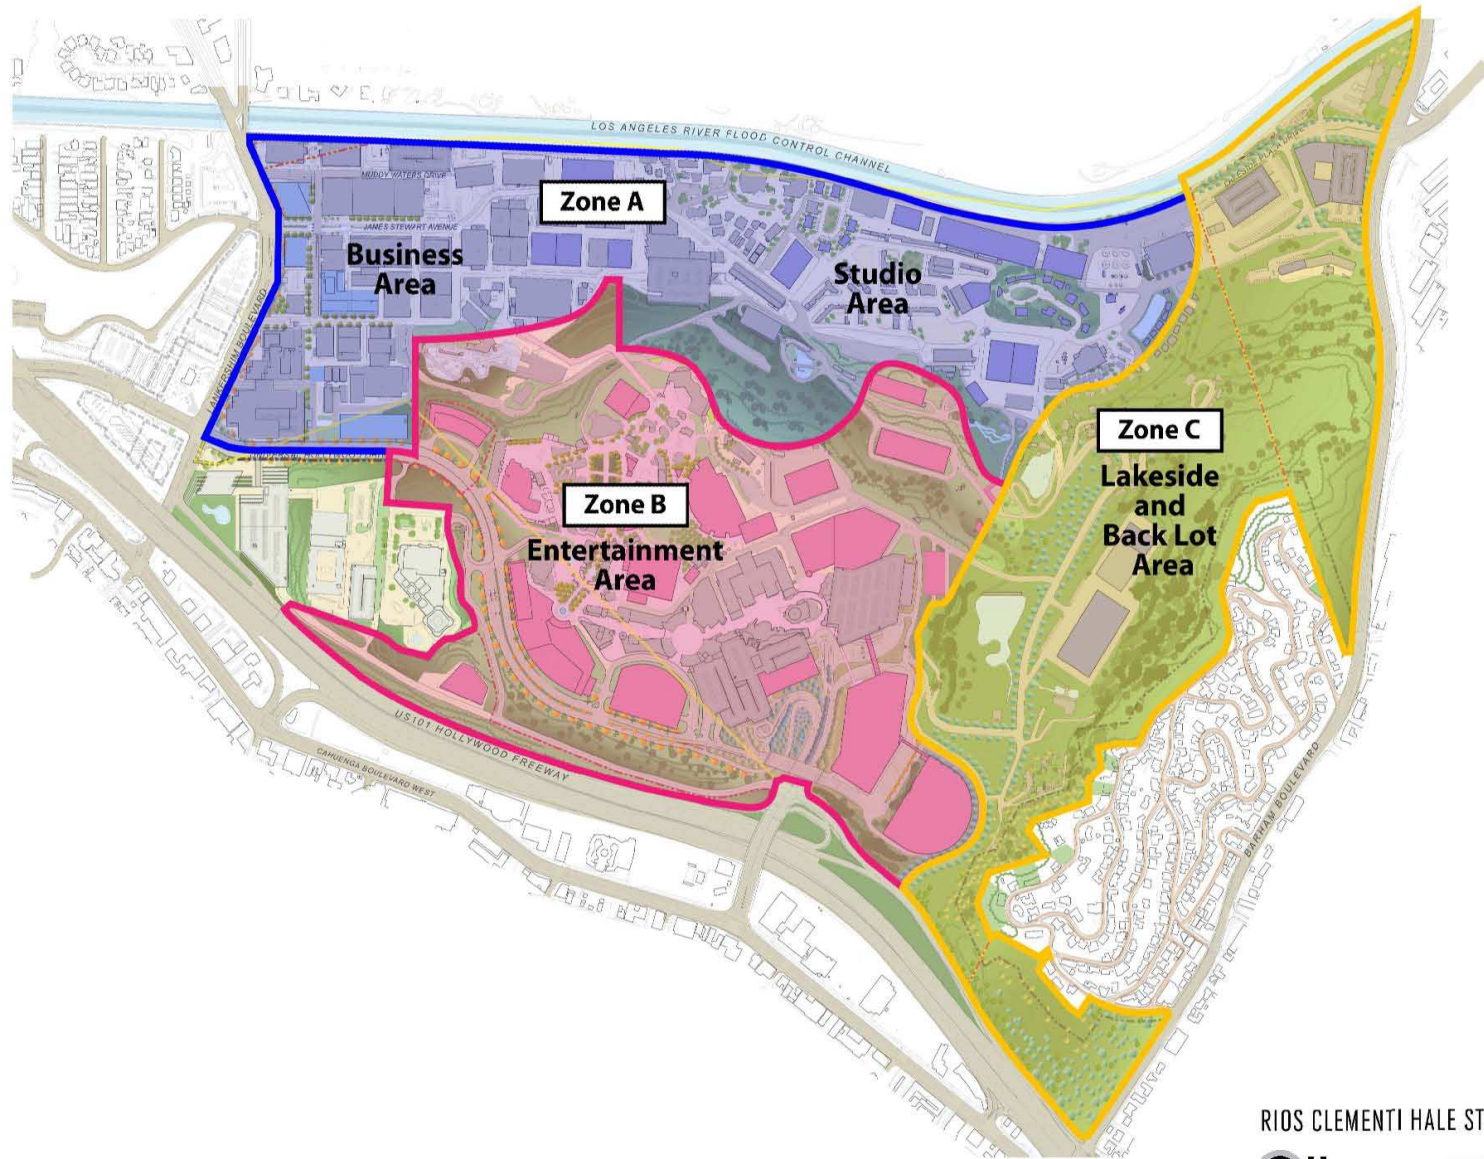 LOS ANGELES RIVER FLOOD CONTROL CHANNEL
MUDDY WATERS DRIVE
Zone A
JAMES STEWART AVENUE
Business
Area
Studio
Area
LANKERSHIM BOULEVARD
Zone C
Lakeside
and
Back Lot
Area
Zone B
Entertainment
Area
US101 HOLLYWOOD FREEWAY
CAHUENGA BOULEVARD WEST
BARHAM BOULEVARD
RIOS CLEMENTI HALE ST